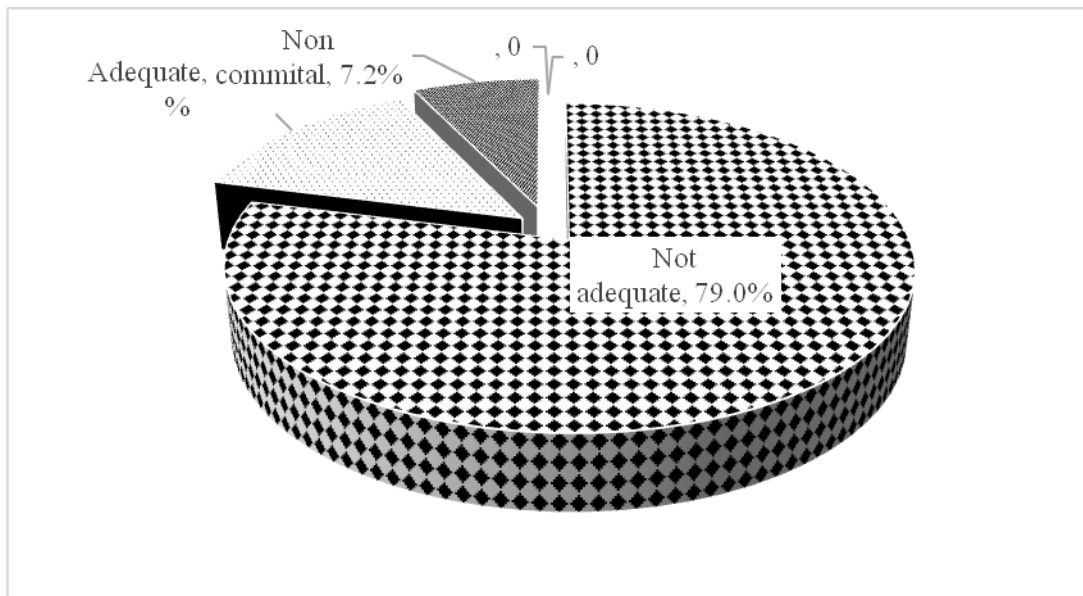 Non
commital, 7.2%
Adequate,
%
, 0
, 0
Not
adequate, 79.0%